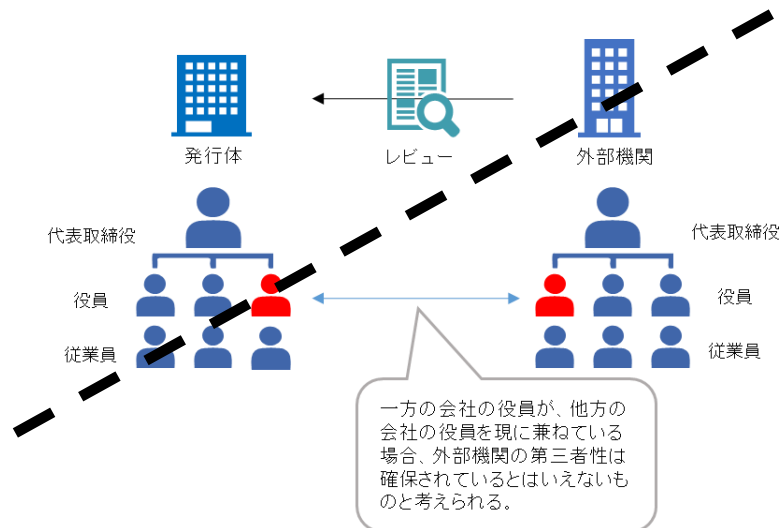 発行体
レビュー
外部機関
代表取締役
代表取締役
役員
役員
従業員
従業員
一方の会社の役員が、他方の
会社の役員を現に兼ねている
場合、外部機関の第三者性は
確保されているとはいえないも
のと考えられる。